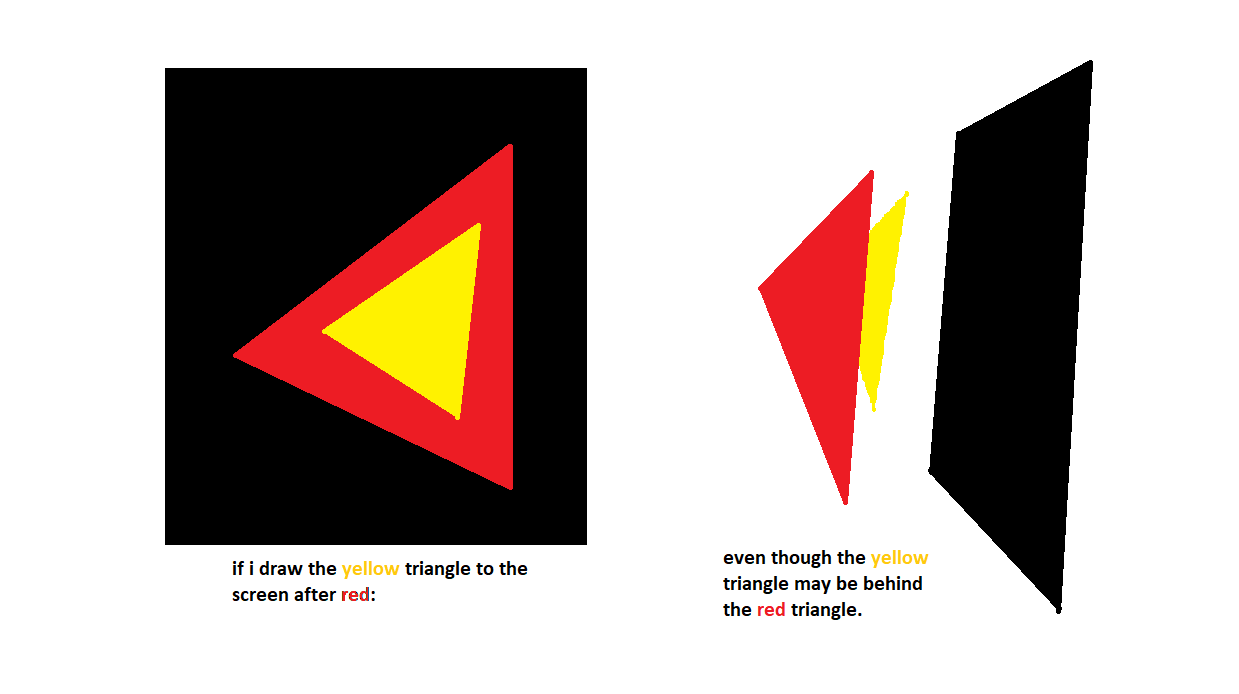 if i draw the yellow triangle to the
screen after red:
even though the yellow
triangle may be behind
the red triangle.